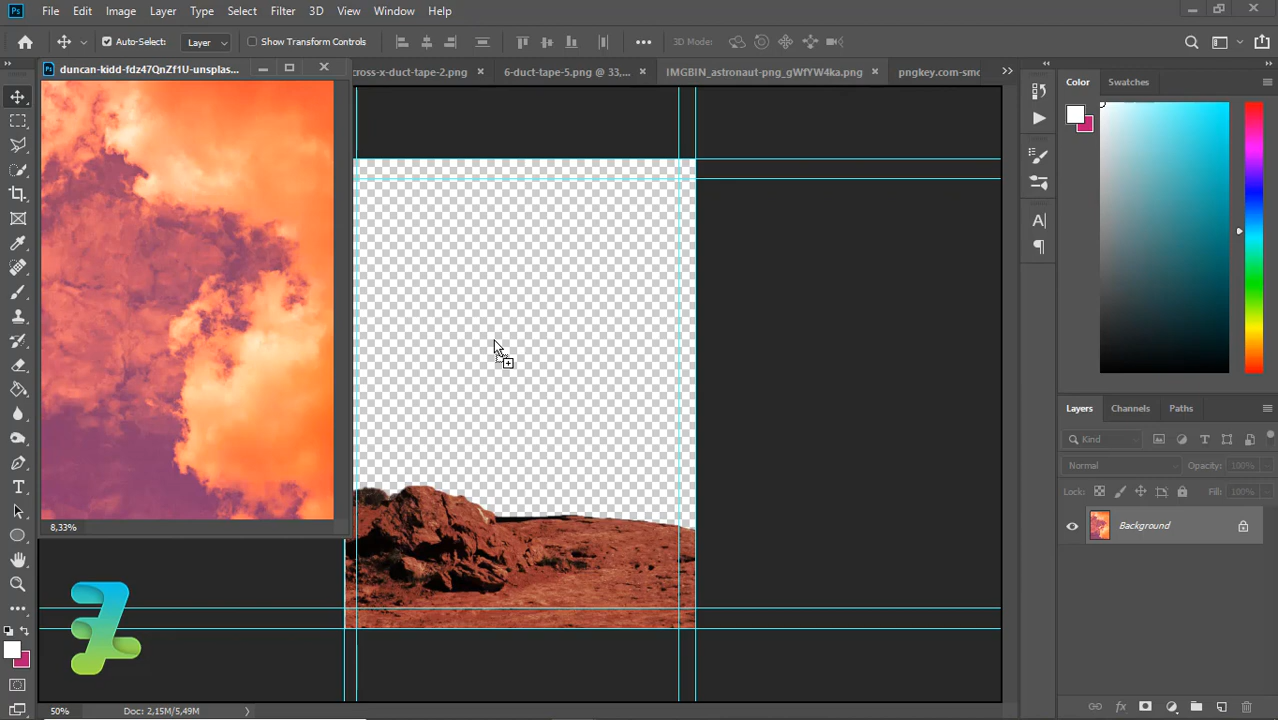 Ps File Edit Image Layer Type Select Filter 3D View Window Help
Auto-Select: Layer Show Transform Controls 3D Mode:
duncan-kidd-fdz47QnZf1U-unsplas...
cross-x-duct-tape-2.png 6-duct-tape-5.png @ 33, IMGBIN_astronaut-png_gWfYW4ka.png pngkey.com-smo
Color Swatches
Layers Channels Paths
Kind
Normal Opacity: 100%
Lock: Fill: 100%
Background
8,33%
50% Doc: 2,15M/5,49M